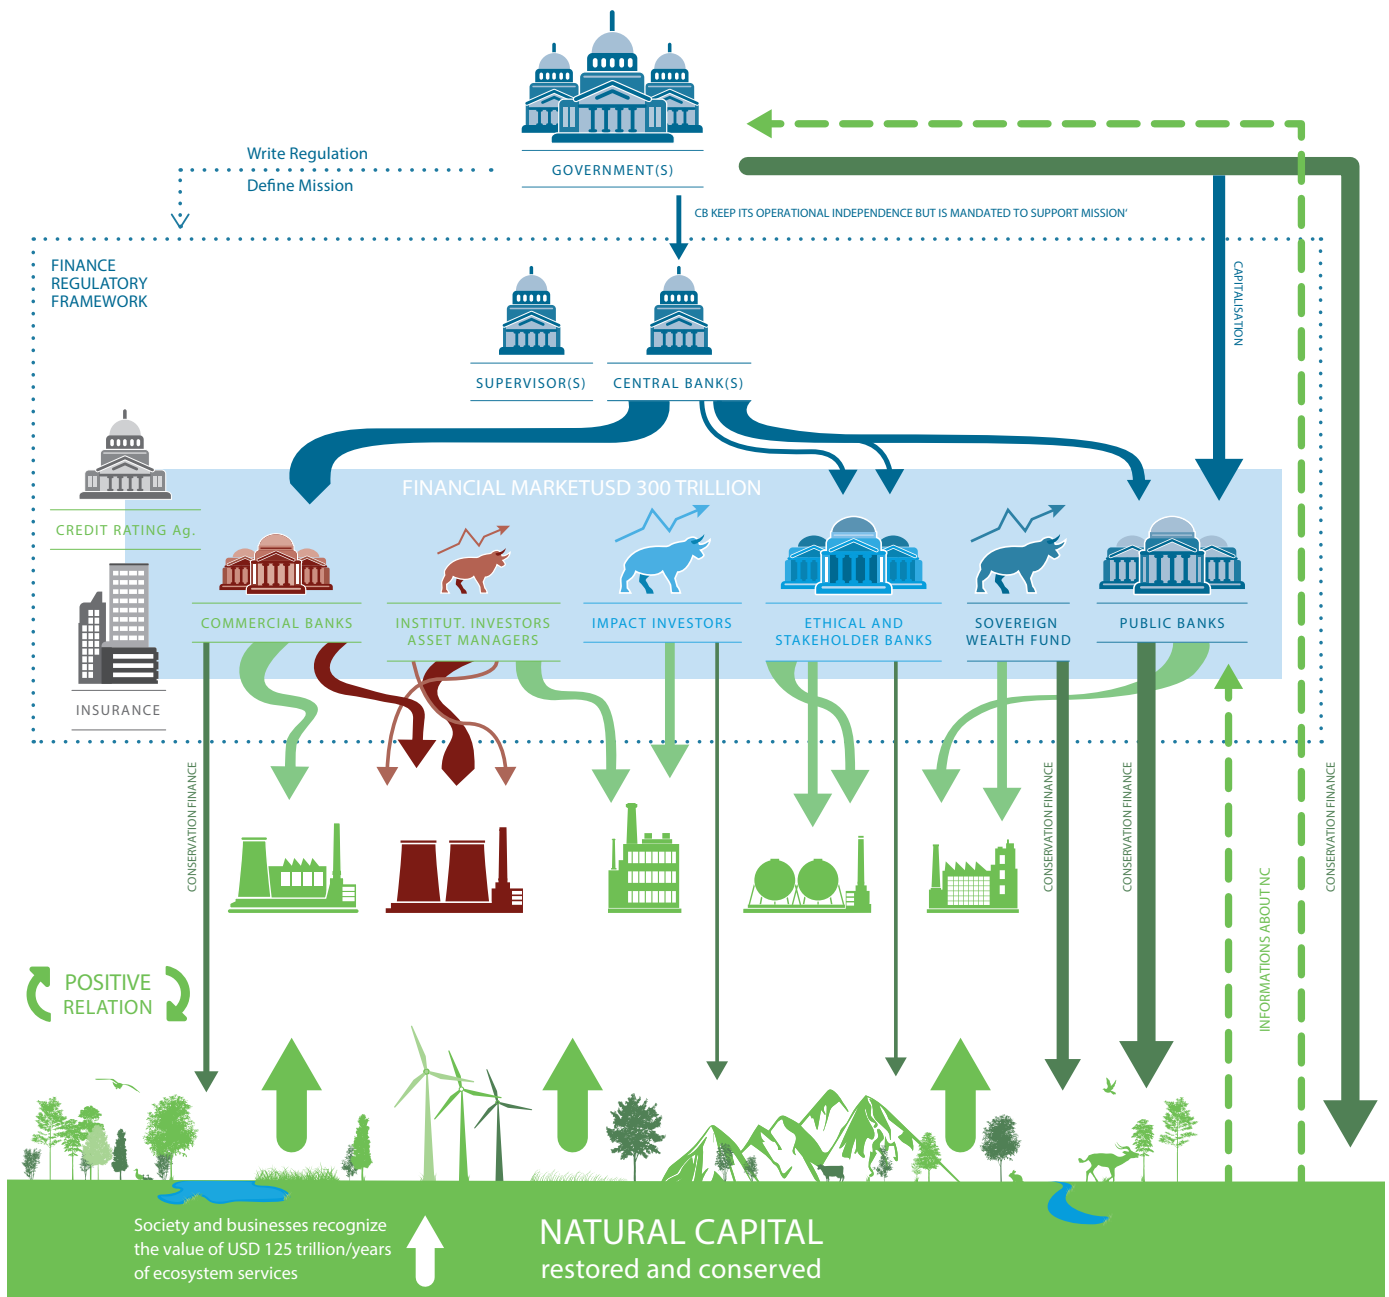 GOVERNMENT(S)
Write Regulation
Define Mission
CB KEEP ITS OPERATIONAL INDEPENDENCE BUT IS MANDATED TO SUPPORT MISSION'
FINANCE
REGULATORY
FRAMEWORK
CAPITALISATION
SUPERVISOR(S)
CENTRAL BANK(S)
FINANCIAL MARKETUSD 300 TRILLION
CREDIT RATING Ag.
INSURANCE
COMMERCIAL BANKS
INSTITUT. INVESTORS
ASSET MANAGERS
IMPACT INVESTORS
ETHICAL AND
STAKEHOLDER BANKS
SOVEREIGN
WEALTH FUND
PUBLIC BANKS
CONSERVATION FINANCE
CONSERVATION FINANCE
CONSERVATION FINANCE
INFORMATIONS ABOUT NC
CONSERVATION FINANCE
POSITIVE
RELATION
Society and businesses recognize
the value of USD 125 trillion/years
of ecosystem services
NATURAL CAPITAL
restored and conserved